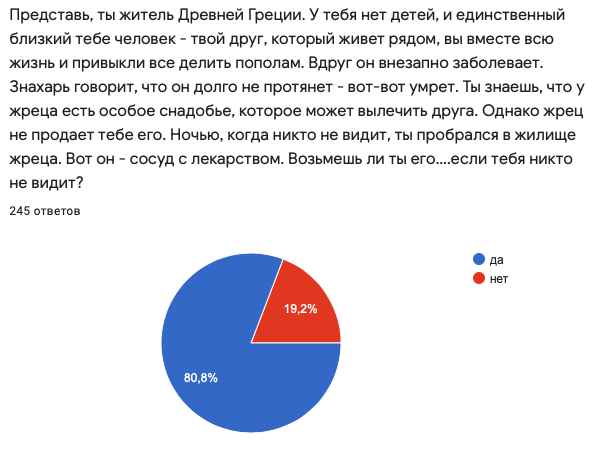 Представь, ты житель Древней Греции. У тебя нет детей, и единственный
близкий тебе человек - твой друг, который живет рядом, вы вместе всю
жизнь и привыкли все делить пополам. Вдруг он внезапно заболевает.
Знахарь говорит, что он долго не протянет - вот-вот умрет. Ты знаешь, что у
жреца есть особое снадобье, которое может вылечить друга. Однако жрец
не продает тебе его. Ночью, когда никто не видит, ты пробрался в жилище
жреца. Вот он - сосуд с лекарством. Возьмешь ли ты его....если тебя никто
не видит?
245 ответов
да
нет
19,2%
80,8%